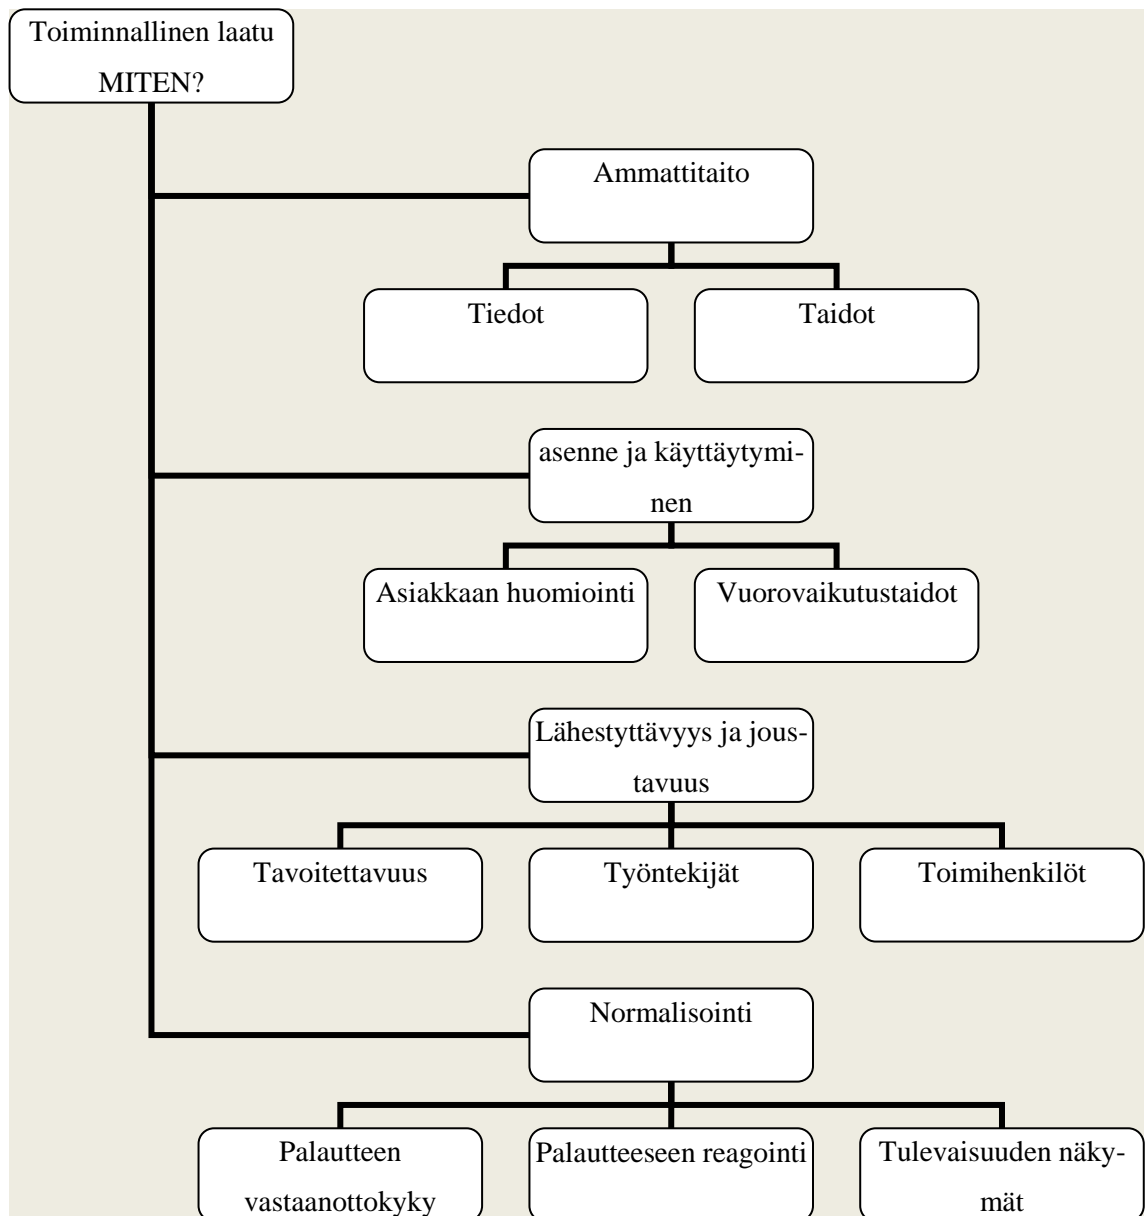 Toiminnallinen laatu
MITEN?
Ammattitaito
Tiedot
Taidot
asenne ja käyttäytymi-
nen
Asiakkaan huomiointi
Vuorovaikutustaidot
Lähestyttävyys ja jous-
tavuus
Tavoitettavuus
Työntekijät
Toimihenkilöt
Normalisointi
Palautteen
vastaanottokyky
Palautteeseen reagointi
Tulevaisuuden näky-
mät